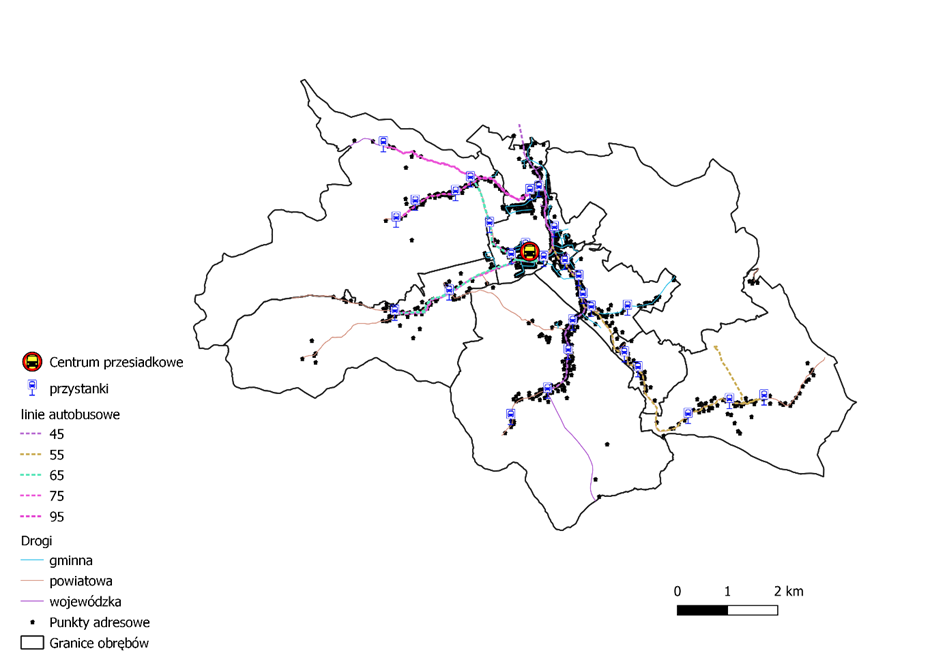 Centrum przesiadkowe
przystanki
linie autobusowe
45
55
65
75
95
Drogi
gminna
powiatowa
wojewódzka
Punkty adresowe
Granice obrębów
0 1 2 km